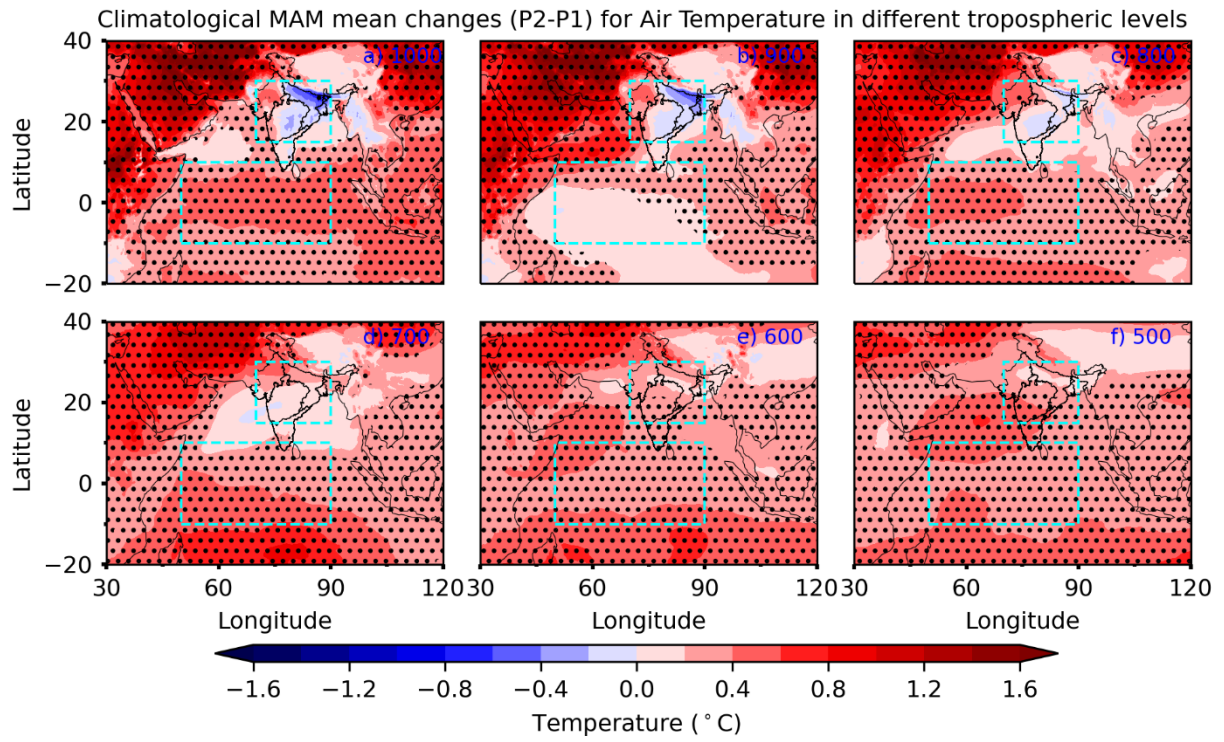 Climatological MAM mean changes (P2-P1) for Air Temperature in different tropospheric levels
40
20
0
−20
Latitude
a) 1000
b) 900
c) 800
40
20
0
−20
Latitude
d) 700
e) 600
f) 500
30 60 90 120 30 60 90 120 30 60 90 120
Longitude Longitude Longitude
−1.6 −1.2 −0.8 −0.4 0.0 0.4 0.8 1.2 1.6
Temperature (°C)